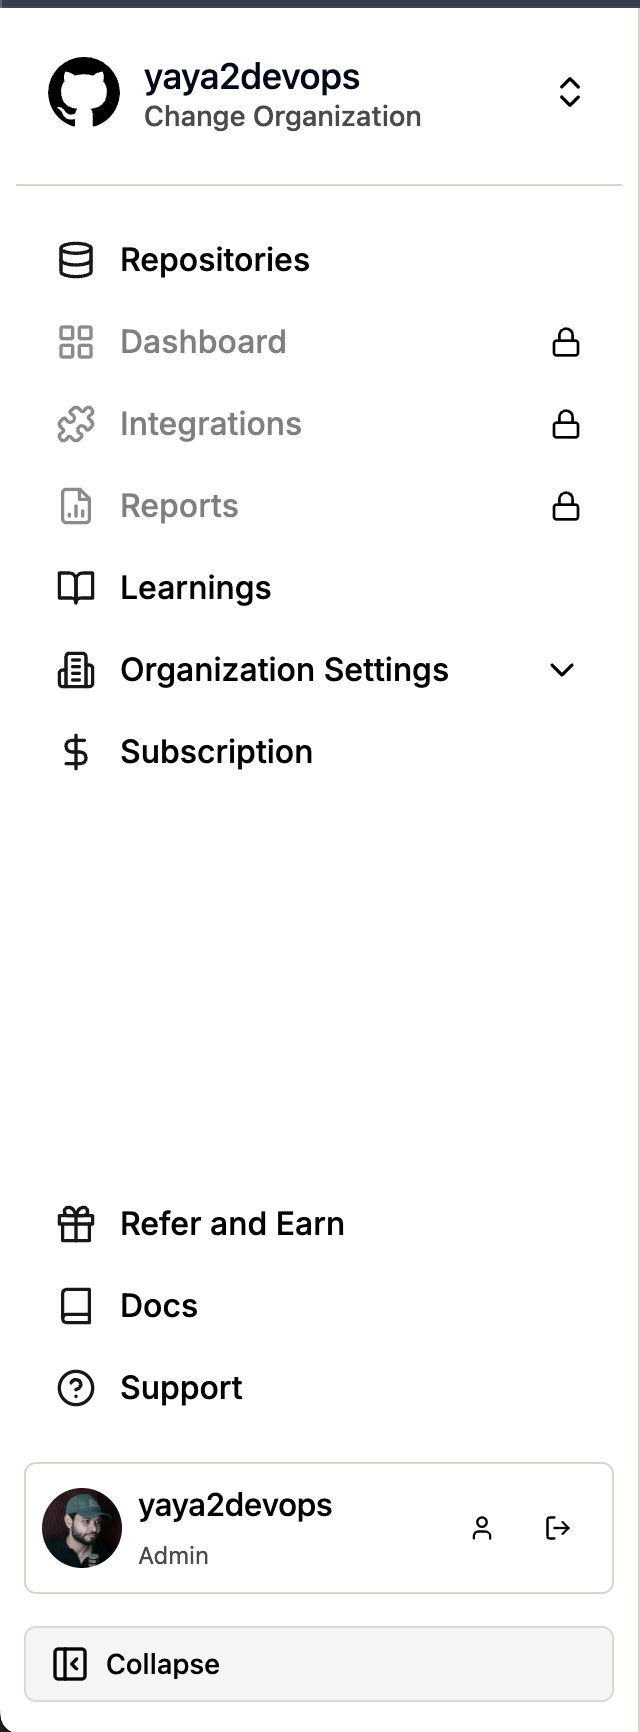 yaya2devops
Change Organization
Repositories
Dashboard
Integrations
Reports
Learnings
Organization Settings
Subscription
Refer and Earn
Docs
Support
yaya2devops
Admin
Collapse